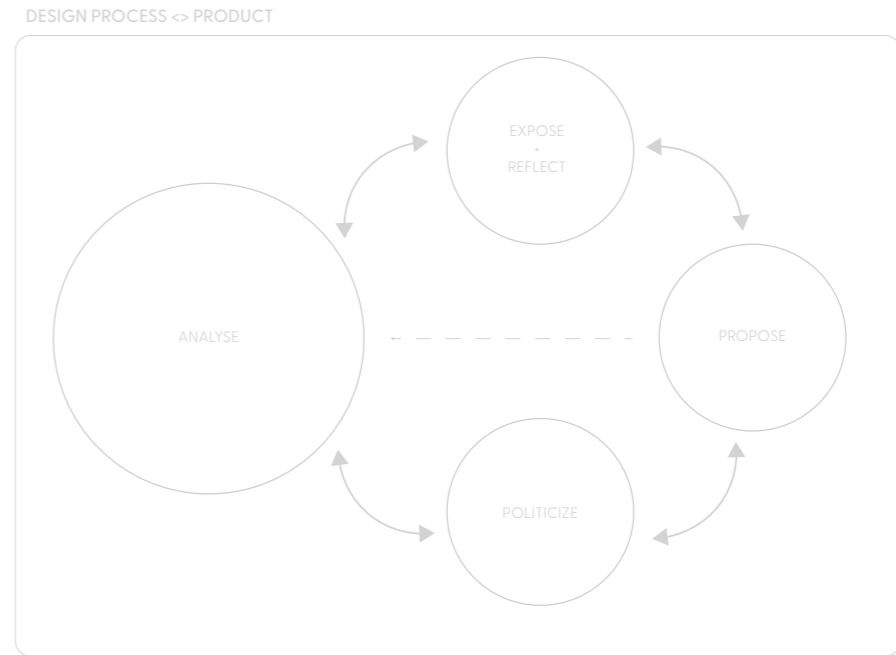 DESIGN PROCESS <> PRODUCT
EXPOSE
+
REFLECT
ANALYSE
PROPOSE
POLITICIZE